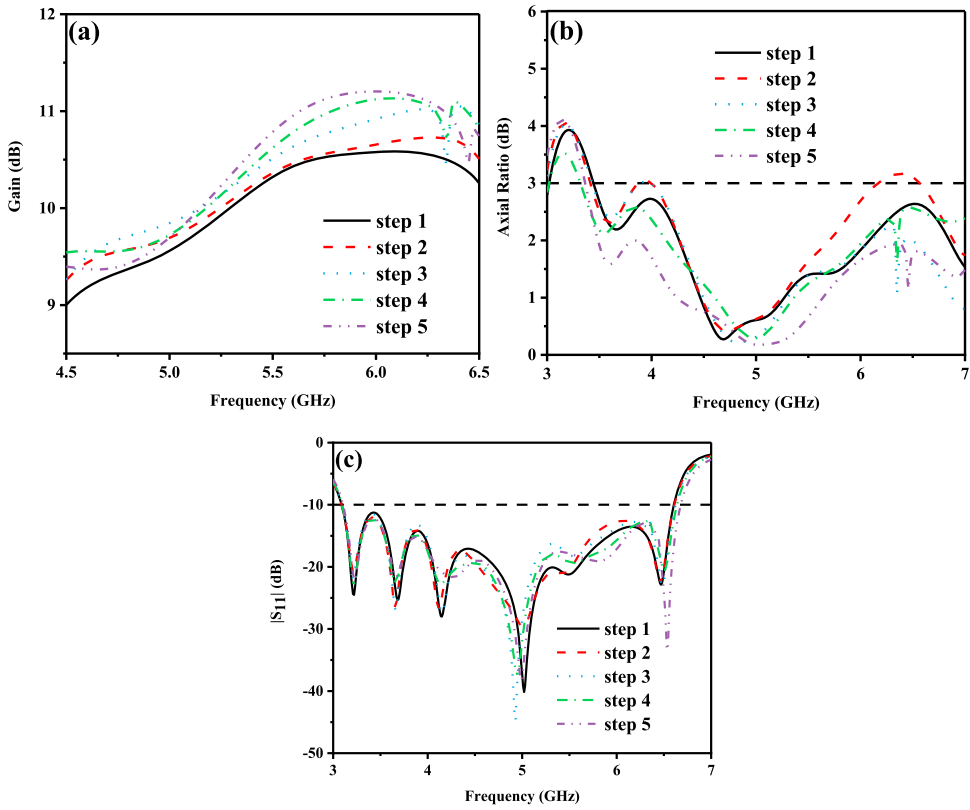 (a)
12
11
10
9
Gain (dB)
step 1
step 2
step 3
step 4
step 5
4.5 5.0 5.5 6.0 6.5
Frequency (GHz)
(b)
6
5
4
3
2
1
0
Axial Ratio (dB)
step 1
step 2
step 3
step 4
step 5
3 4 5 6 7
Frequency (GHz)
(c)
0
-10
-20
-30
-40
-50
|S11| (dB)
step 1
step 2
step 3
step 4
step 5
3 4 5 6 7
Frequency (GHz)